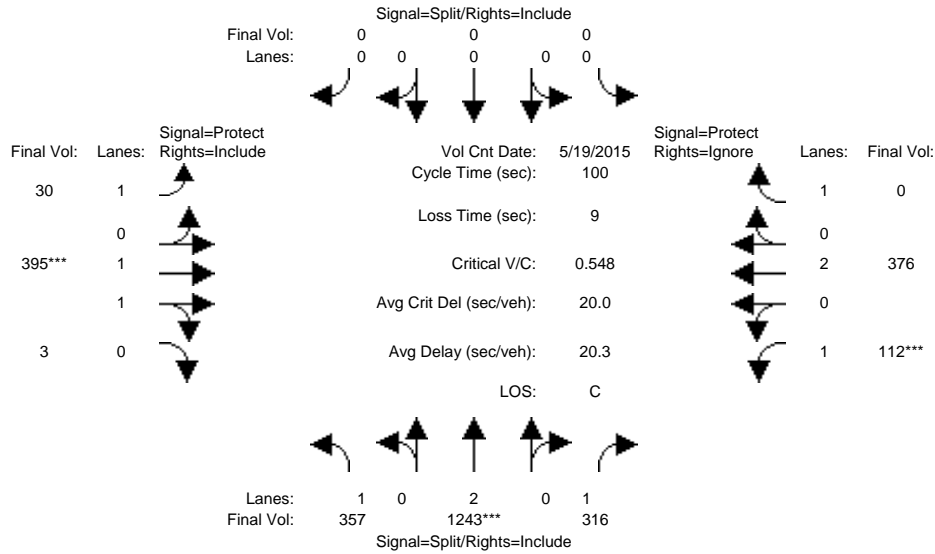 Signal=Split/Rights=Include
Final Vol: 0 0 0
Lanes: 0 0 0 0 0
Signal=Protect Signal=Protect
Final Vol: Lanes: Rights=Include Vol Cnt Date: 5/19/2015 Rights=Ignore Lanes: Final Vol:
Cycle Time (sec): 100
30 1 1 0
Loss Time (sec): 9
0 0
395*** 1 Critical V/C: 0.548 2 376
1 Avg Crit Del (sec/veh): 20.0 0
3 0 Avg Delay (sec/veh): 20.3 1 112***
LOS: C
Lanes: 1 0 2 0 1
Final Vol: 357 1243*** 316
Signal=Split/Rights=Include